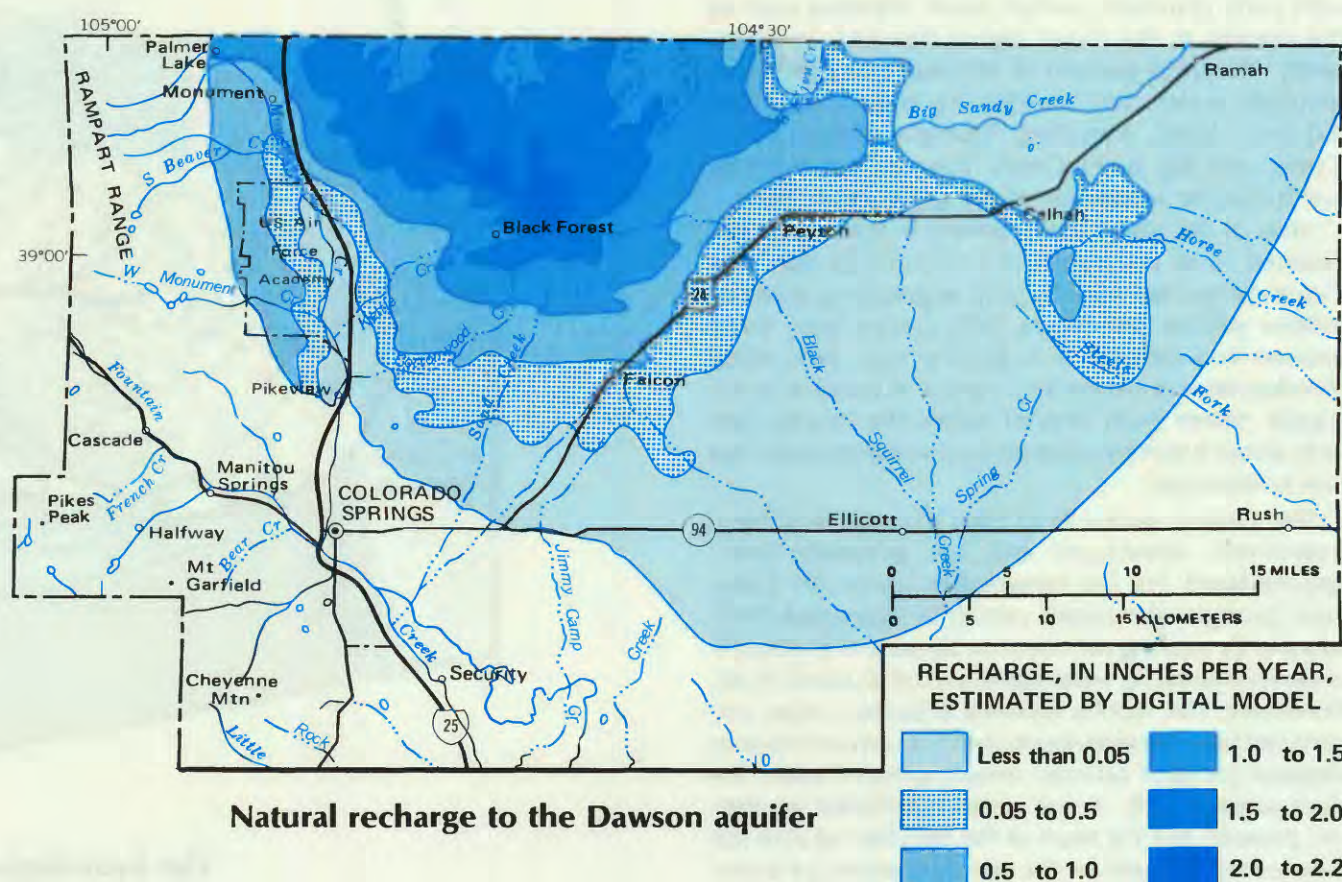 105°00'
104°30'
Palmer
Lake
Monument
RAMPART RANGE
S Beaver Cr
Big Sandy Creek
Ramah
US Air
Force
Academy
Black Forest
Peyton
Calhan
Horse
Creek
39°00'
W Monument
Cr
Kettle
Cr
Cottonwood Cr
Sand Creek
24
Falcon
Black
Squirrel
Creek
Spring Cr
Steels
Fork
Pikeview
Fountain
Cascade
French Cr
Manitou
Springs
Pikes
Peak
Halfway
Bear Cr
COLORADO
SPRINGS
94
Ellicott
Rush
Mt
Garfield
Jimmy Camp
Cr
Creek
Creek
0 5 10 15 MILES
0 5 10 15 KILOMETERS
Cheyenne
Mtn
Security
25
Little
Rock
RECHARGE, IN INCHES PER YEAR,
ESTIMATED BY DIGITAL MODEL
Less than 0.05
1.0 to 1.5
0.05 to 0.5
1.5 to 2.0
0.5 to 1.0
2.0 to 2.2
Natural recharge to the Dawson aquifer